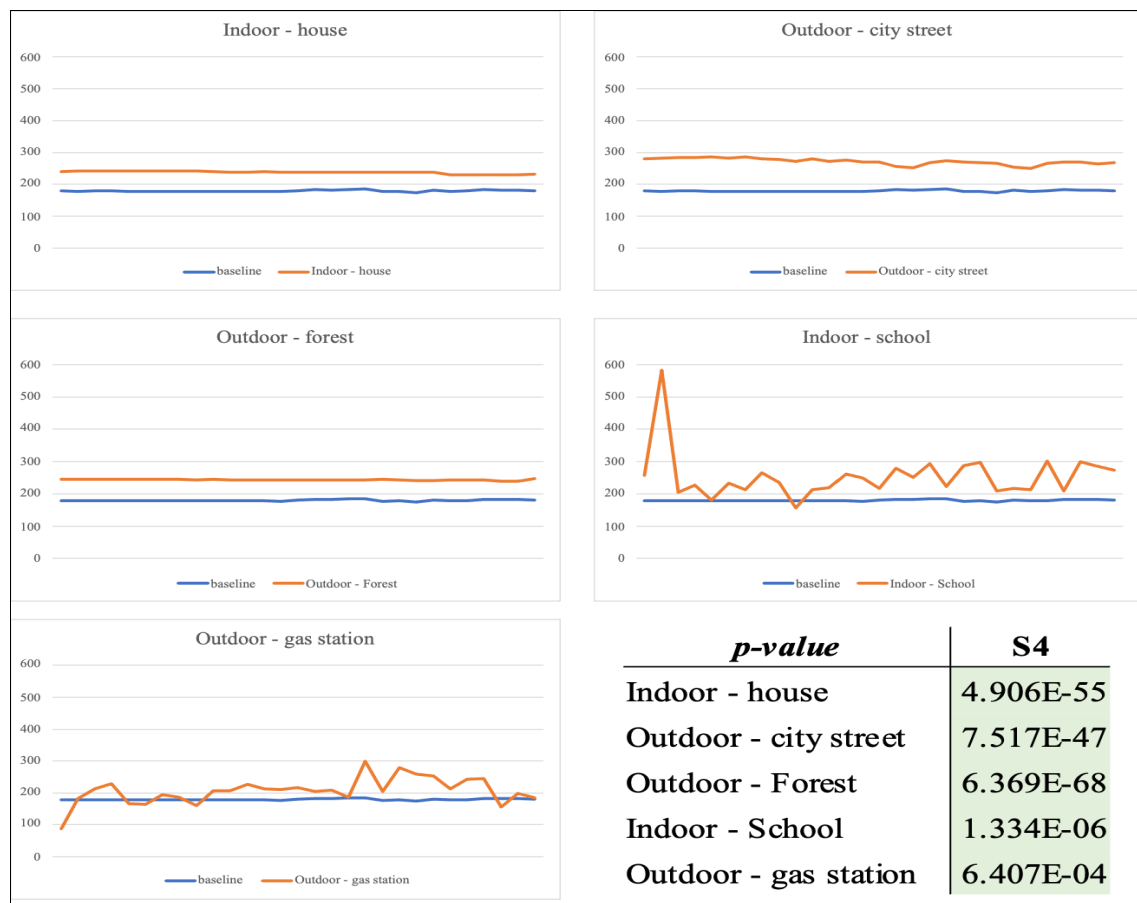 Indoor - house
600
500
400
300
200
100
0
baseline Indoor - house
Outdoor - city street
600
500
400
300
200
100
0
baseline Outdoor - city street
Outdoor - forest
600
500
400
300
200
100
0
baseline Outdoor - Forest
Indoor - school
600
500
400
300
200
100
0
baseline Indoor - School
Outdoor - gas station
600
500
400
300
200
100
0
baseline Outdoor - gas station
p-value S4
Indoor - house 4.906E-55
Outdoor - city street 7.517E-47
Outdoor - Forest 6.369E-68
Indoor - School 1.334E-06
Outdoor - gas station 6.407E-04